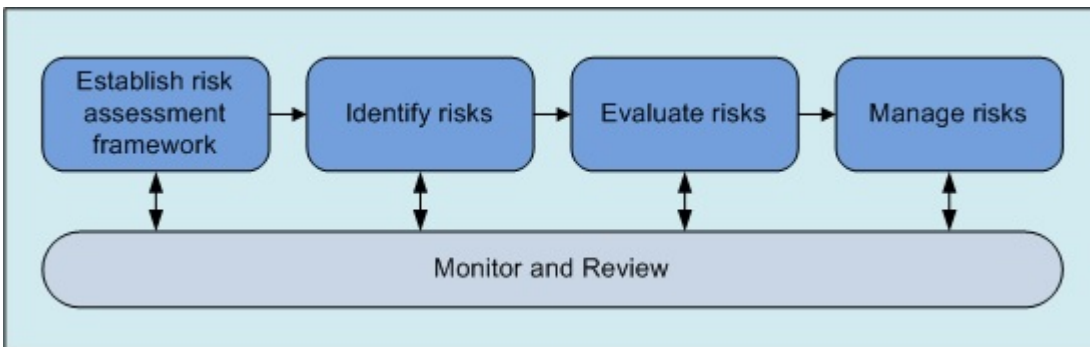 Establish risk
assessment
framework
Identify risks
Evaluate risks
Manage risks
Monitor and Review